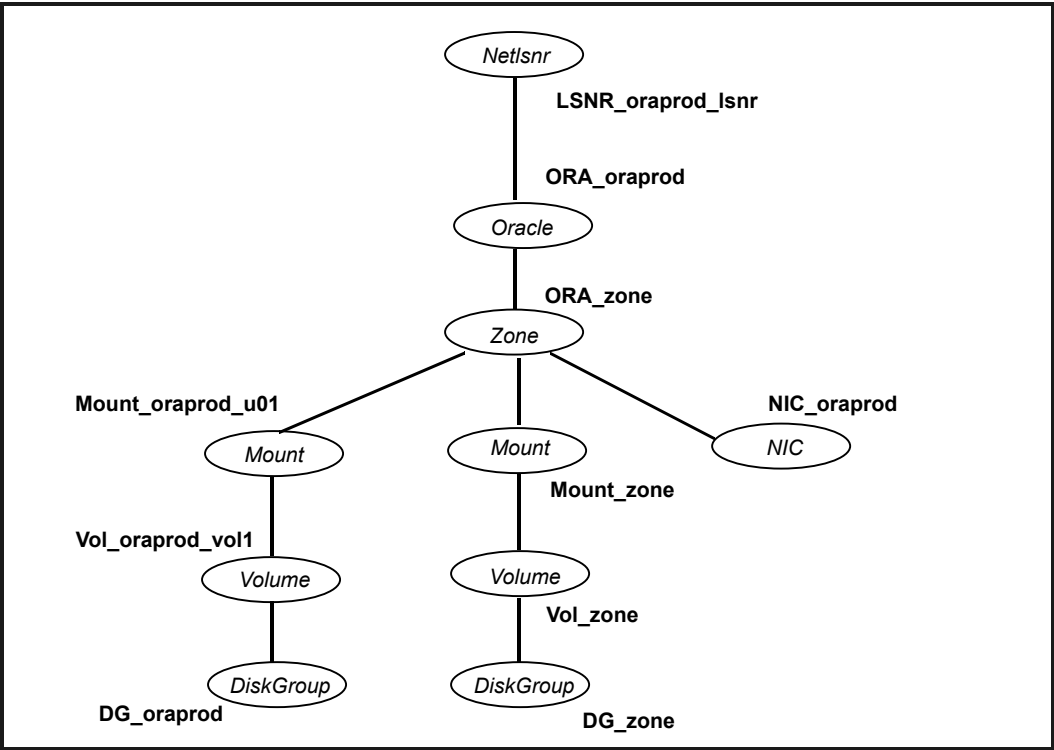 Netlsnr
LSNR_oraprod_lsnr
ORA_oraprod
Oracle
ORA_zone
Zone
Mount_oraprod_u01
NIC_oraprod
Mount
Mount
NIC
Mount_zone
Vol_oraprod_vol1
Volume
Volume
Vol_zone
DiskGroup
DiskGroup
DG_oraprod
DG_zone